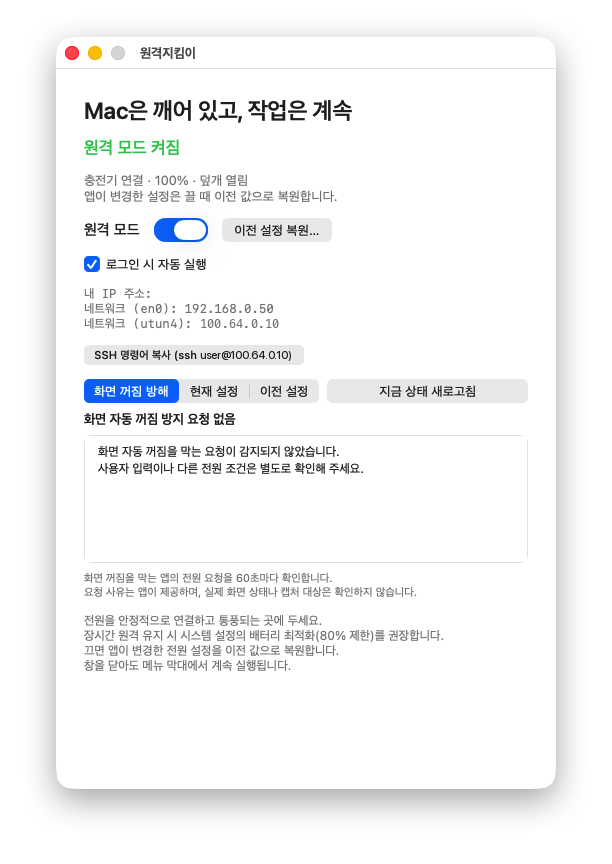 원격지킴이
Mac은 깨어 있고, 작업은 계속
원격 모드 켜짐
충전기 연결 · 100% · 덮개 열림
앱이 변경한 설정은 끌 때 이전 값으로 복원합니다.
원격 모드
이전 설정 복원...
로그인 시 자동 실행
내 IP 주소:
네트워크 (en0): 192.168.0.50
네트워크 (utun4): 100.64.0.10
SSH 명령어 복사 (ssh user@100.64.0.10)
화면 꺼짐 방해 현재 설정 이전 설정 지금 상태 새로고침
화면 자동 꺼짐 방지 요청 없음
화면 자동 꺼짐을 막는 요청이 감지되지 않았습니다.
사용자 입력이나 다른 전원 조건은 별도로 확인해 주세요.
화면 꺼짐을 막는 앱의 전원 요청을 60초마다 확인합니다.
요청 사유는 앱이 제공하며, 실제 화면 상태나 캡처 대상은 확인하지 않습니다.
전원을 안정적으로 연결하고 통풍되는 곳에 두세요.
장시간 원격 유지 시 시스템 설정의 배터리 최적화(80% 제한)를 권장합니다.
끄면 앱이 변경한 전원 설정을 이전 값으로 복원합니다.
창을 닫아도 메뉴 막대에서 계속 실행됩니다.